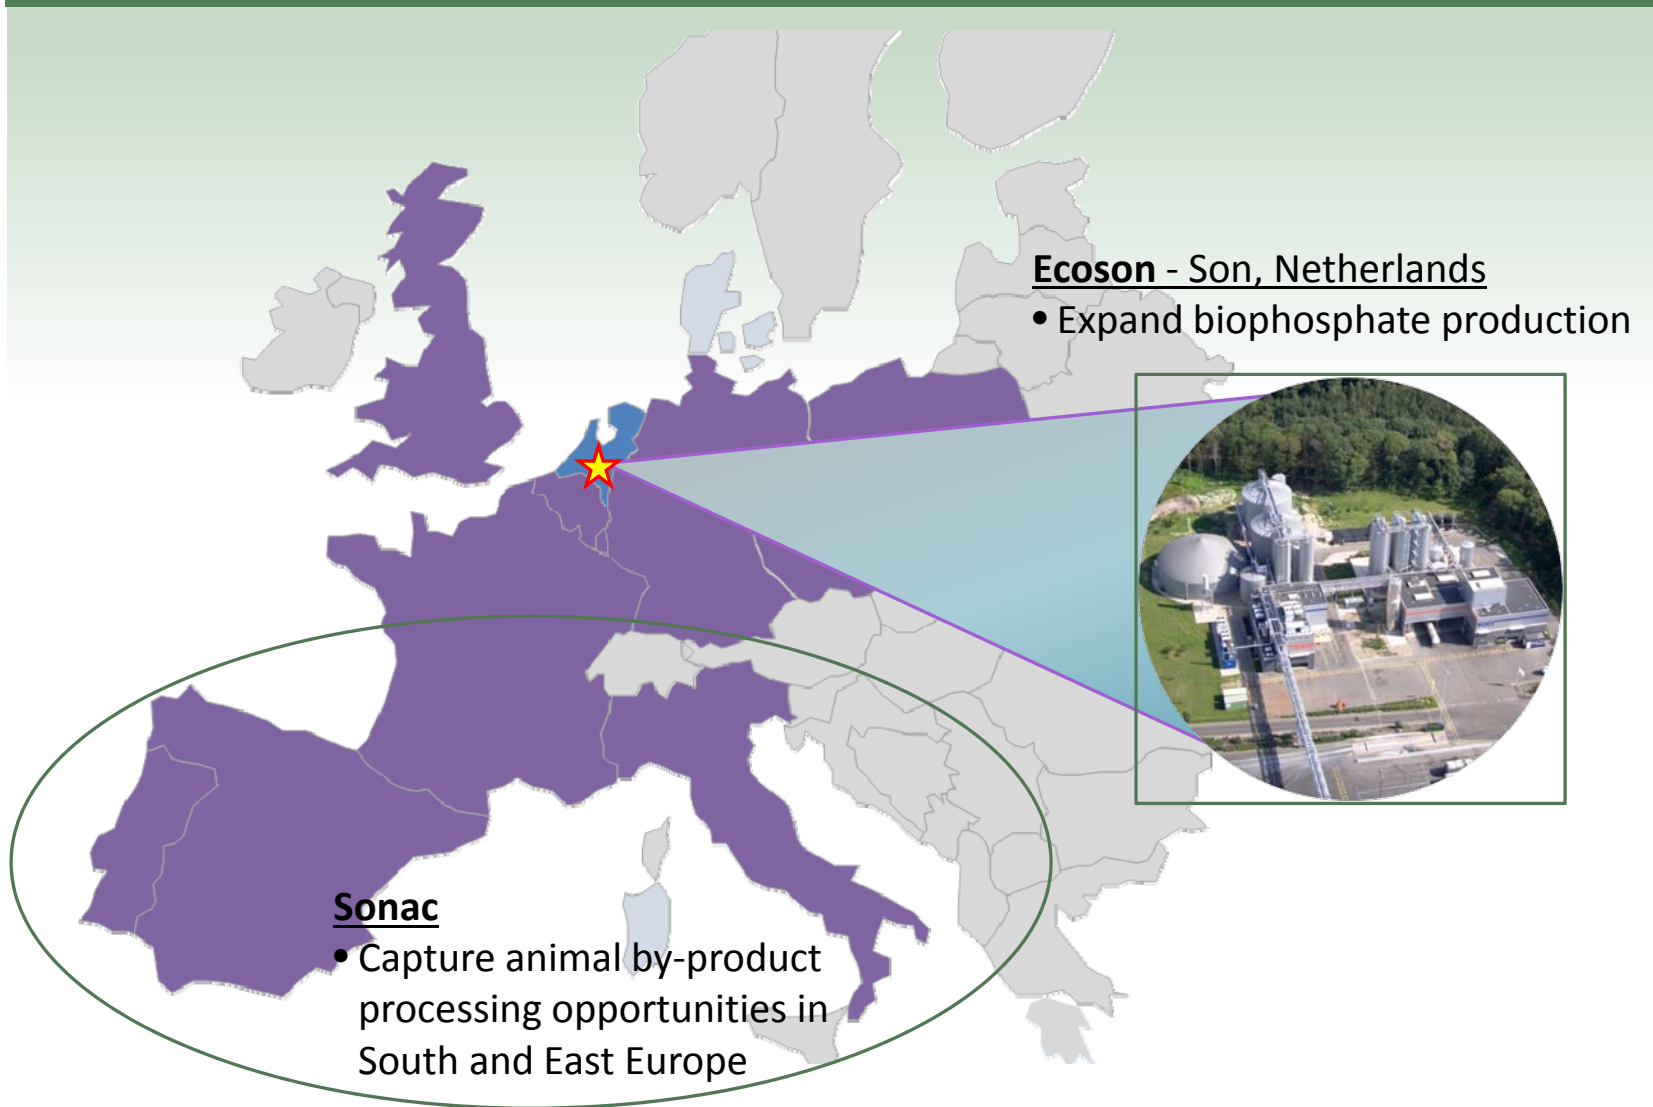 Ecoson - Son, Netherlands
• Expand biophosphate production
Sonac
• Capture animal by-product
processing opportunities in
South and East Europe